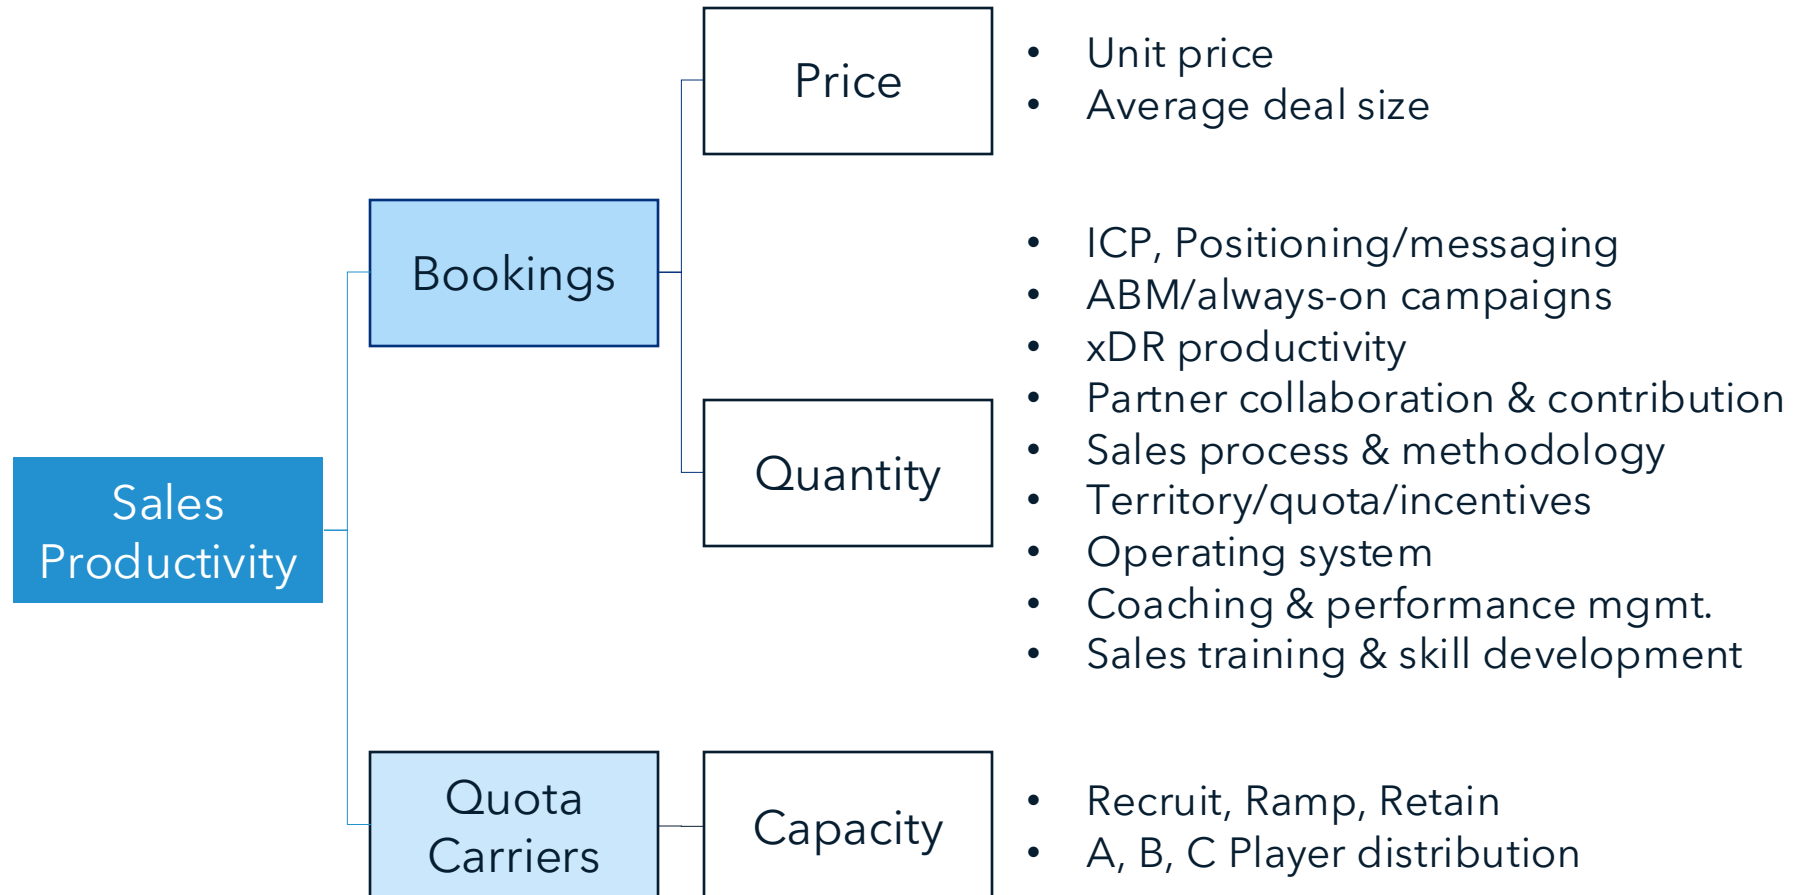 Price
• Unit price
• Average deal size
Bookings
• ICP, Positioning/messaging
• ABM/always-on campaigns
• xDR productivity
• Partner collaboration & contribution
• Sales process & methodology
• Territory/quota/incentives
• Operating system
• Coaching & performance mgmt.
• Sales training & skill development
Quantity
Sales
Productivity
Quota
Carriers
Capacity
• Recruit, Ramp, Retain
• A, B, C Player distribution